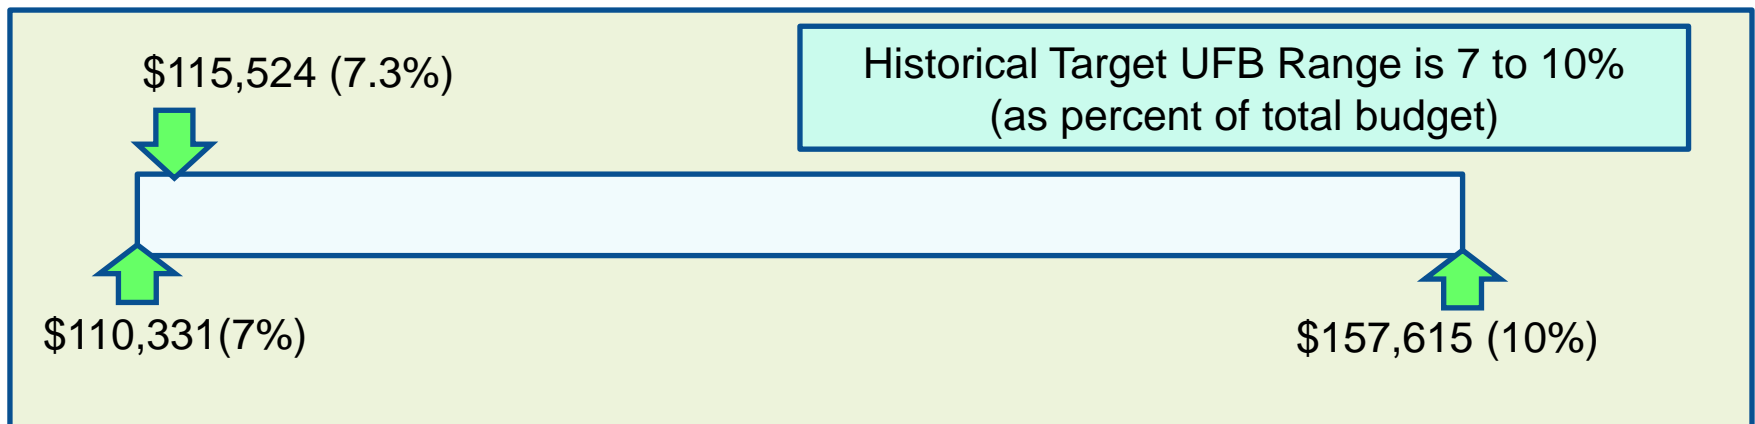 $115,524 (7.3%)
Historical Target UFB Range is 7 to 10%
(as percent of total budget)
$110,331(7%)
$157,615 (10%)